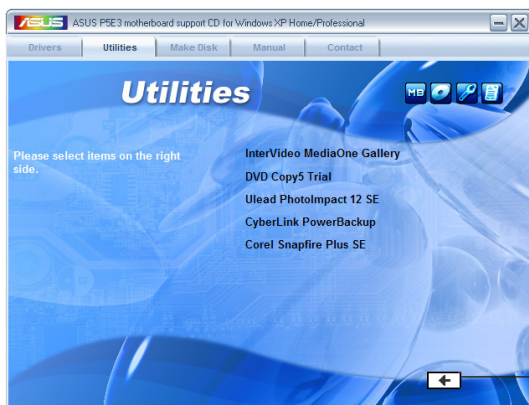 ASUS ASUS P5E3 motherboard support CD for Windows XP Home/Professional
Drivers Utilities Make Disk Manual Contact
Utilities
MB
Please select items on the right
side.
InterVideo MediaOne Gallery
DVD Copy5 Trial
Ulead PhotoImpact 12 SE
CyberLink PowerBackup
Corel Snapfire Plus SE